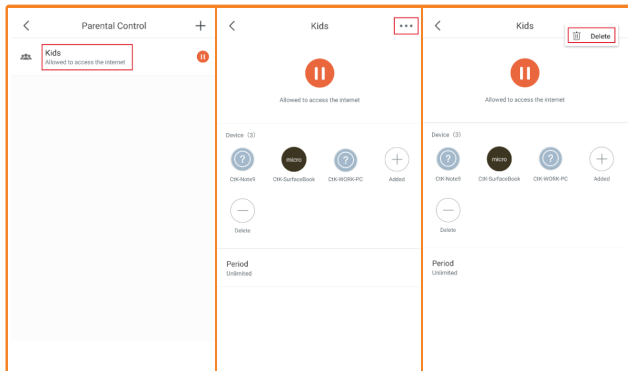 Parental Control
Kids
Allowed to access the internet
Kids
Allowed to access the internet
Device (3)
micro
CtK-Note9
CtK-SurfaceBook
CtK-WORK-PC
Added
Delete
Period
Unlimited
Kids
Delete
Allowed to access the internet
Device (3)
micro
CtK-Note9
CtK-SurfaceBook
CtK-WORK-PC
Added
Delete
Period
Unlimited